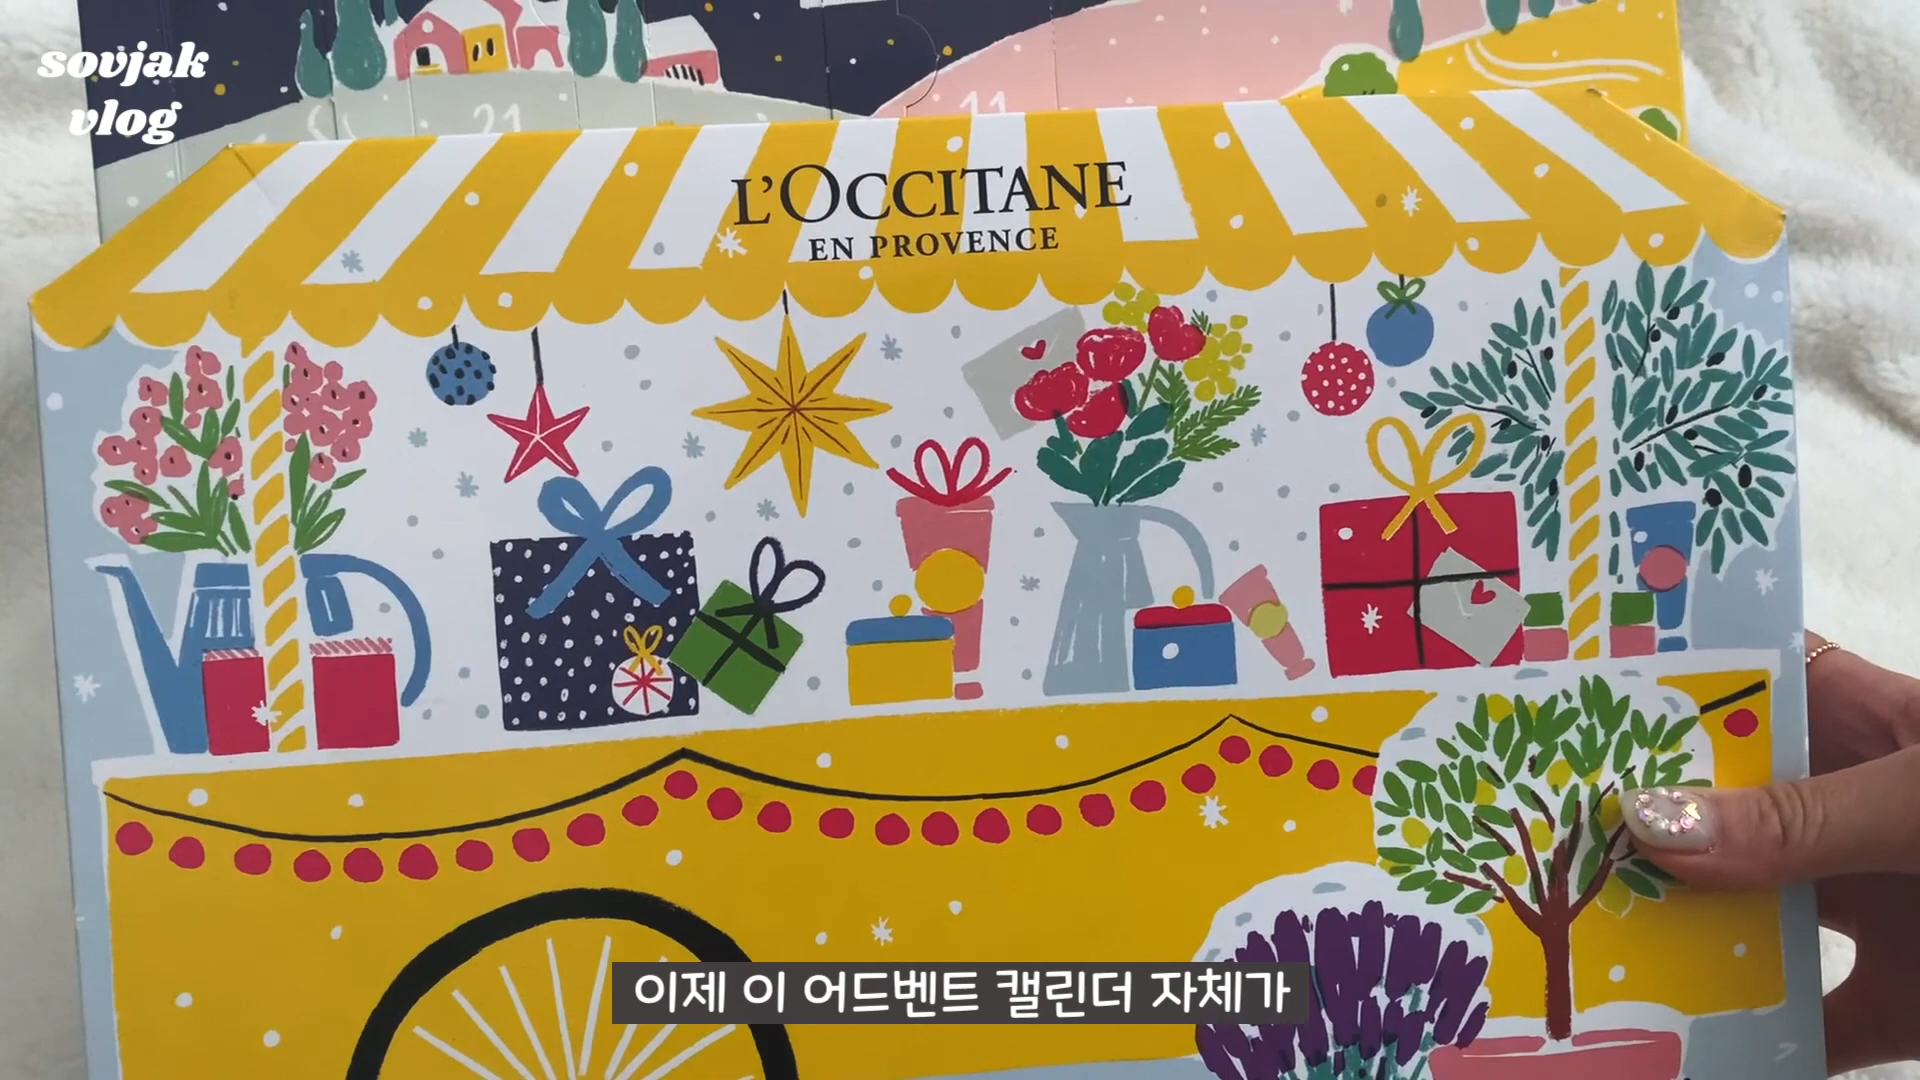 sovjak
vlog
21
11
L'OCCITANE
EN PROVENCE
이제 이 어드벤트 캘린더 자체가